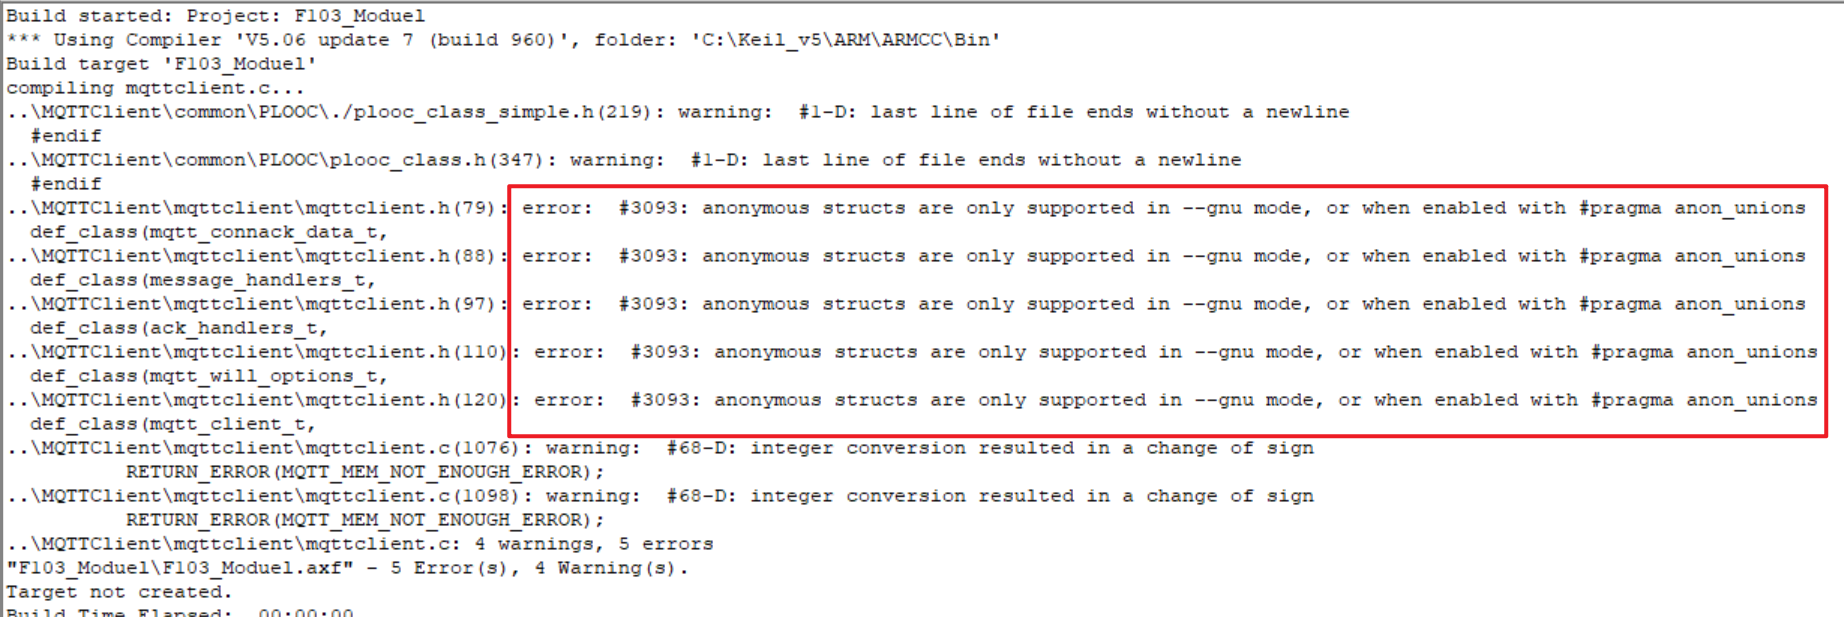 Build started: Project: F103_Moduel
*** Using Compiler 'V5.06 update 7 (build 960)', folder: 'C:\Keil_v5\ARM\ARMCC\Bin'
Build target 'F103_Moduel'
compiling mqttclient.c...
..\MQTTClient\common\PLOOC\./plooc_class_simple.h(219): warning:  #1-D: last line of file ends without a newline
  #endif
..\MQTTClient\common\PLOOC\plooc_class.h(347): warning:  #1-D: last line of file ends without a newline
  #endif
..\MQTTClient\mqttclient\mqttclient.h(79): error:  #3093: anonymous structs are only supported in --gnu mode, or when enabled with #pragma anon_unions
  def_class(mqtt_connack_data_t,
..\MQTTClient\mqttclient\mqttclient.h(88): error:  #3093: anonymous structs are only supported in --gnu mode, or when enabled with #pragma anon_unions
  def_class(message_handlers_t,
..\MQTTClient\mqttclient\mqttclient.h(97): error:  #3093: anonymous structs are only supported in --gnu mode, or when enabled with #pragma anon_unions
  def_class(ack_handlers_t,
..\MQTTClient\mqttclient\mqttclient.h(110): error:  #3093: anonymous structs are only supported in --gnu mode, or when enabled with #pragma anon_unions
  def_class(mqtt_will_options_t,
..\MQTTClient\mqttclient\mqttclient.h(120): error:  #3093: anonymous structs are only supported in --gnu mode, or when enabled with #pragma anon_unions
  def_class(mqtt_client_t,
..\MQTTClient\mqttclient\mqttclient.c(1076): warning:  #68-D: integer conversion resulted in a change of sign
          RETURN_ERROR(MQTT_MEM_NOT_ENOUGH_ERROR);
..\MQTTClient\mqttclient\mqttclient.c(1098): warning:  #68-D: integer conversion resulted in a change of sign
          RETURN_ERROR(MQTT_MEM_NOT_ENOUGH_ERROR);
..\MQTTClient\mqttclient\mqttclient.c: 4 warnings, 5 errors
"F103_Moduel\F103_Moduel.axf" - 5 Error(s), 4 Warning(s).
Target not created.
Build Time Elapsed:  00:00:00